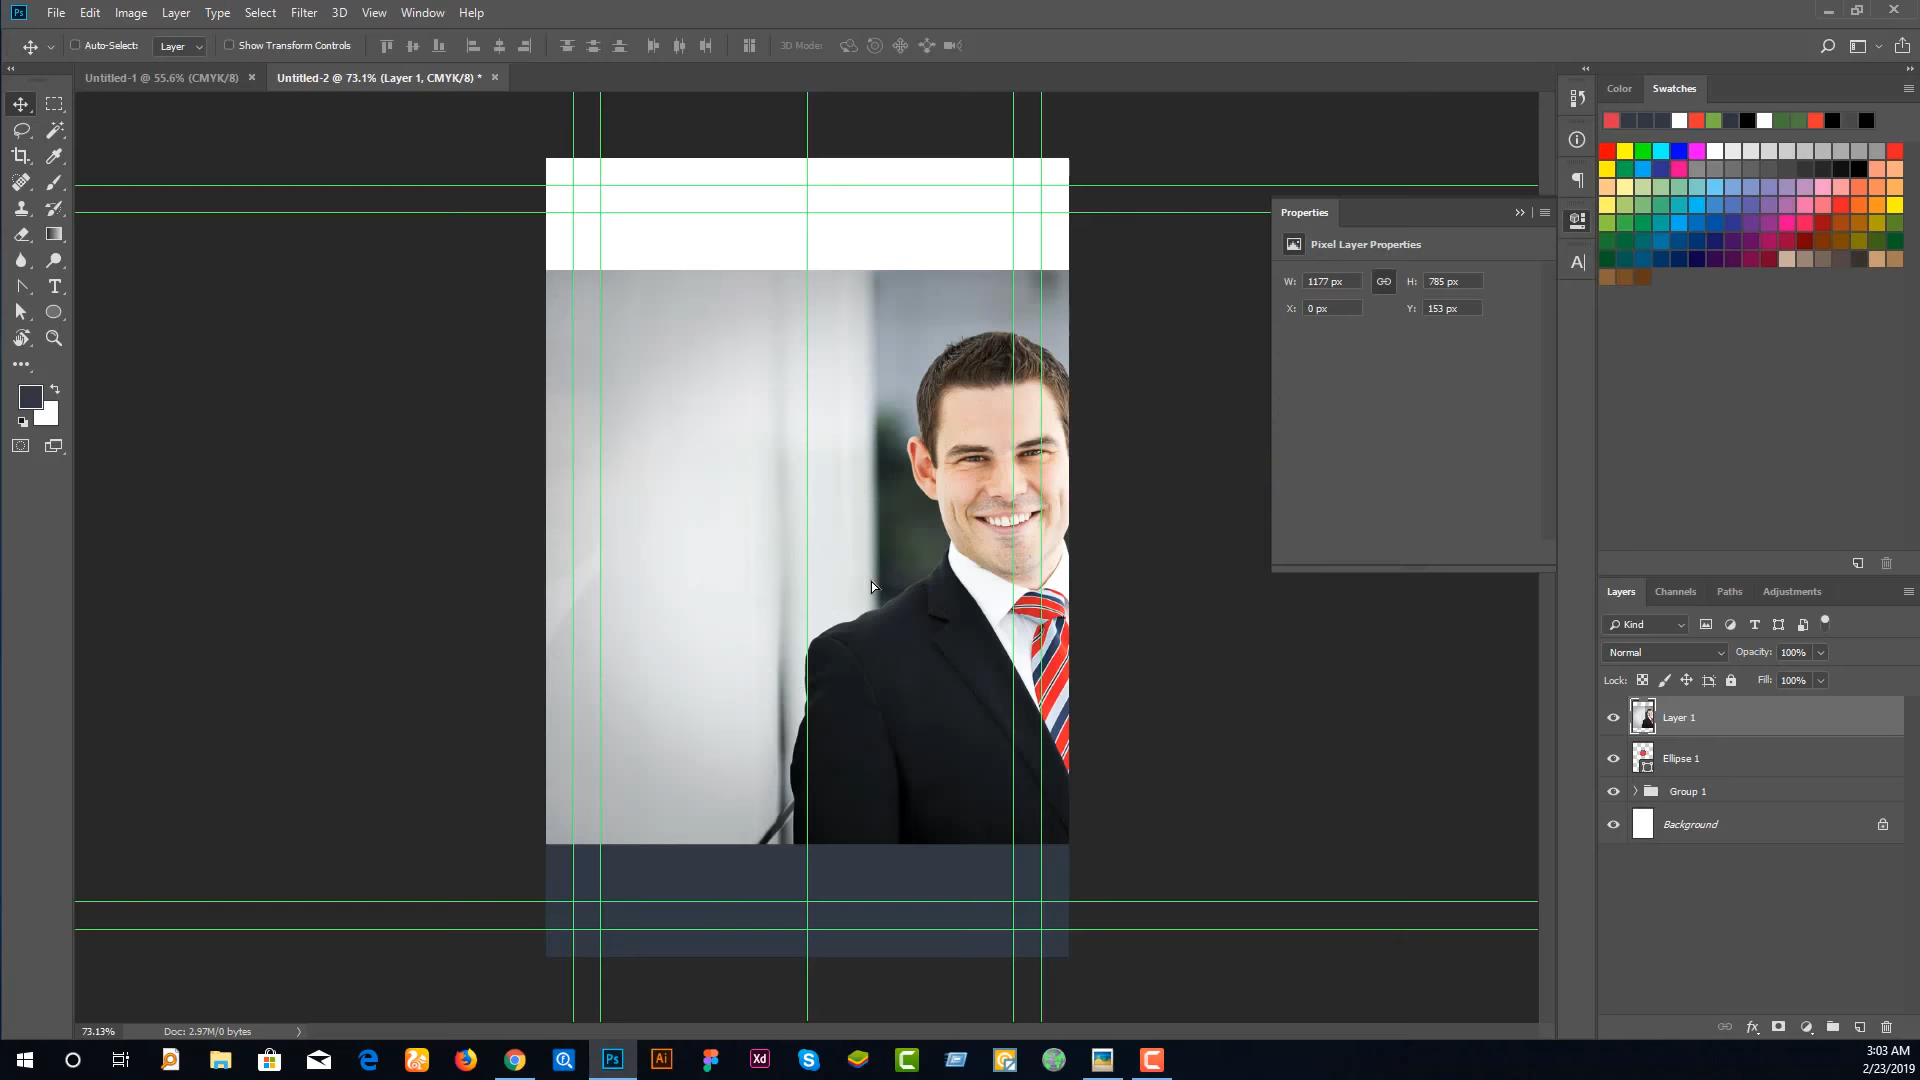 Ps File Edit Image Layer Type Select Filter 3D View Window Help
Auto-Select: Layer Show Transform Controls 3D Mode:
Untitled-1 @ 55.6% (CMYK/8) × Untitled-2 @ 73.1% (Layer 1, CMYK/8) * ×
Color Swatches
Properties
Pixel Layer Properties
W: 1177 px H: 785 px
X: 0 px Y: 153 px
Layers Channels Paths Adjustments
Kind
Normal Opacity: 100%
Lock: Fill: 100%
Layer 1
Ellipse 1
Group 1
Background
73.13% Doc: 2.97M/0 bytes
Ps Ai Xd
3:03 AM
2/23/2019